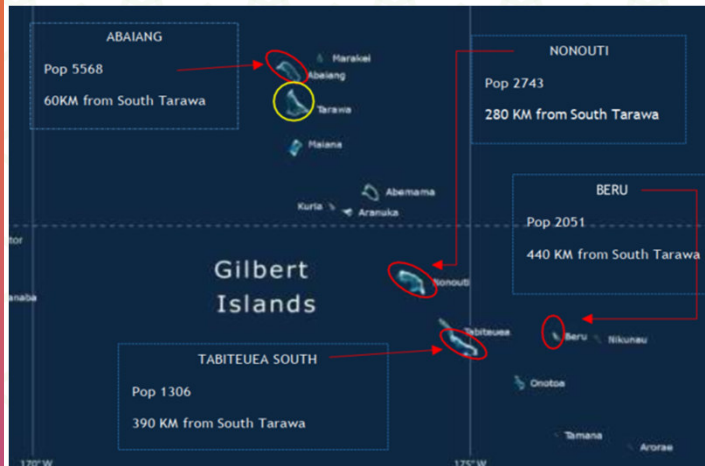 ABAIANG
Pop 5568
60KM from South Tarawa
NONOUTI
Pop 2743
280 KM from South Tarawa
Marakei
Abaiang
Tarawa
Maiana
BERU
Pop 2051
440 KM from South Tarawa
Abemama
Kuria
Aranuka
tor
Gilbert
Islands
Nonouti
anaba
Tabiteuea
Beru
Nikunau
TABITEUEA SOUTH
Pop 1306
390 KM from South Tarawa
Onotoa
Tamana
Arorae
170°W
175°W